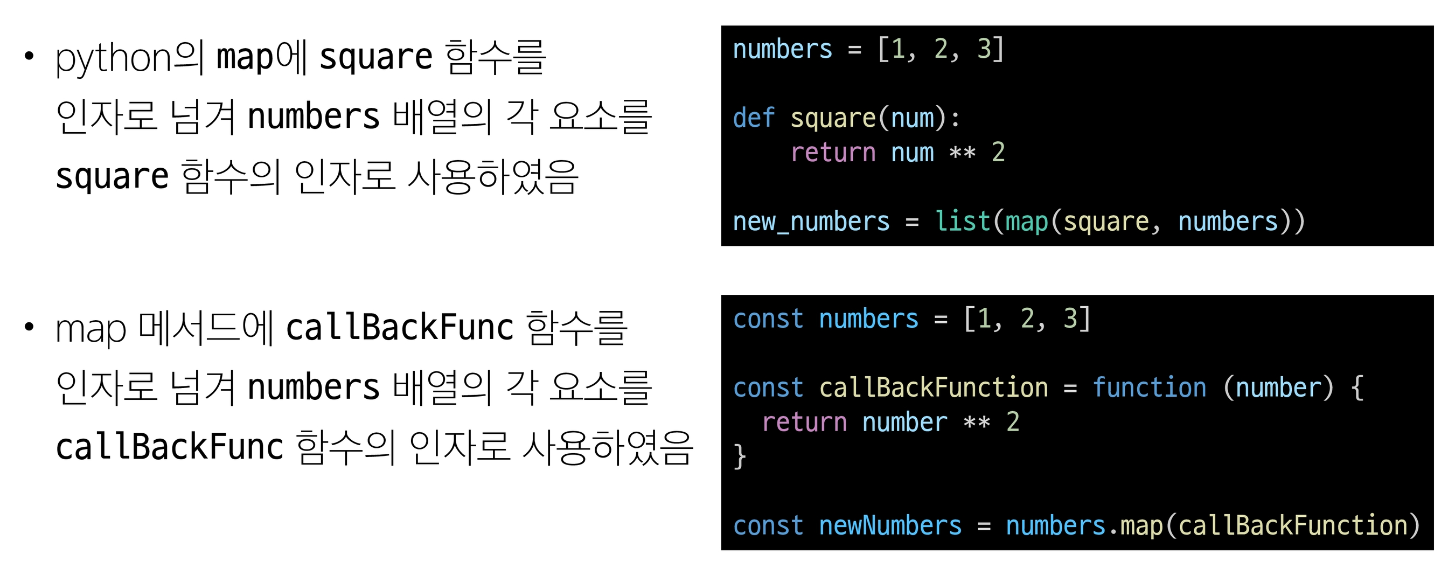 • python의 map에 square 함수를
인자로 넘겨 numbers 배열의 각 요소를
square 함수의 인자로 사용하였음
numbers = [1, 2, 3]

def square(num):
    return num ** 2

new_numbers = list(map(square, numbers))
• map 메서드에 callBackFunc 함수를
인자로 넘겨 numbers 배열의 각 요소를
callBackFunc 함수의 인자로 사용하였음
const numbers = [1, 2, 3]

const callBackFunction = function (number) {
  return number ** 2
}

const newNumbers = numbers.map(callBackFunction)